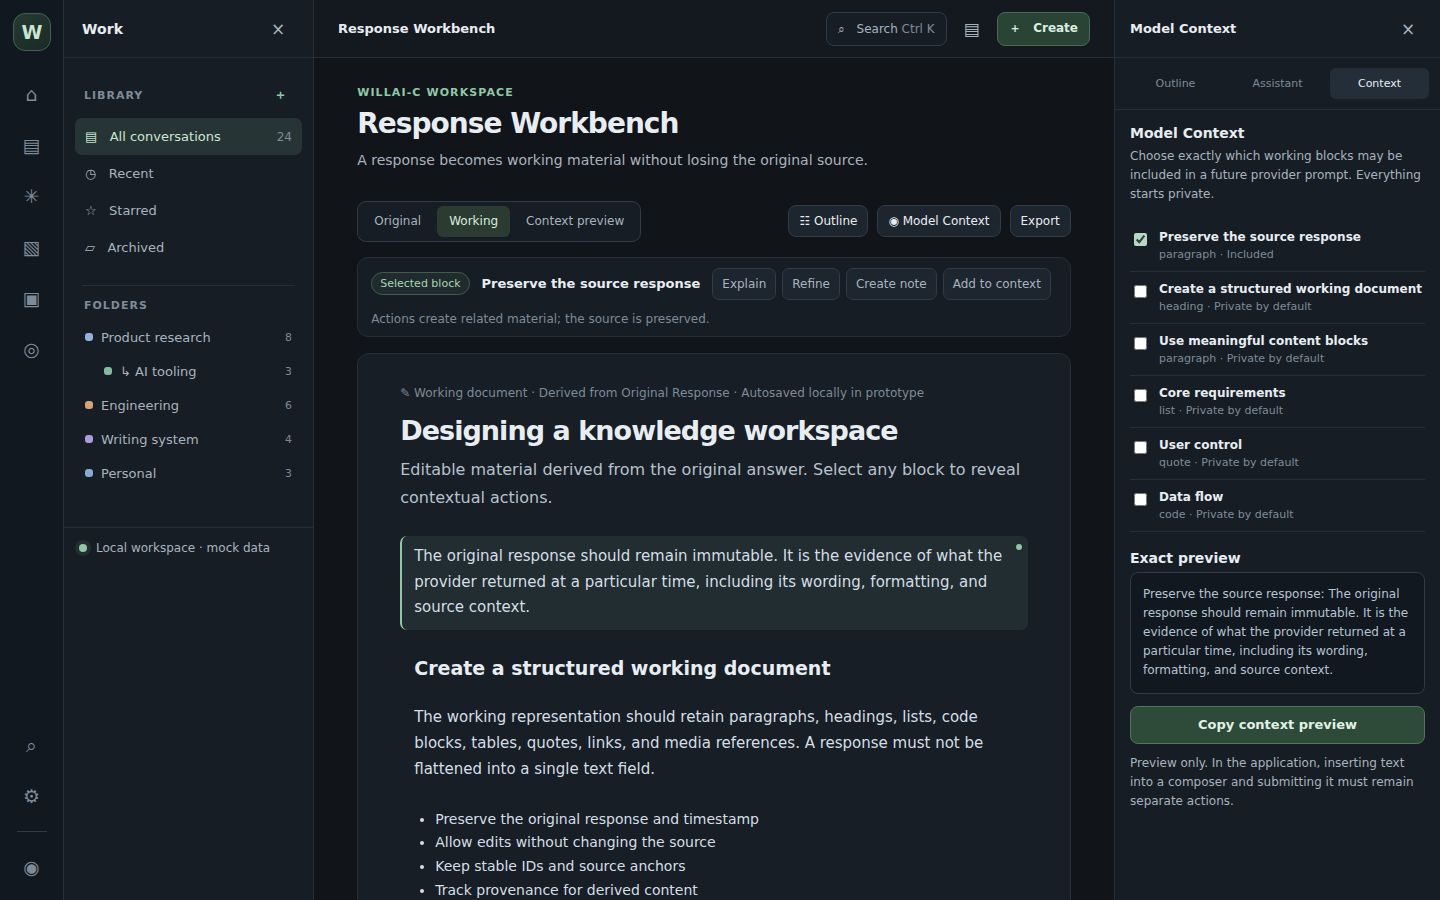 W
Work
×
LIBRARY
+
All conversations 24
Recent
Starred
Archived
FOLDERS
Product research 8
↳ AI tooling 3
Engineering 6
Writing system 4
Personal 3
Local workspace · mock data
Response Workbench
Search Ctrl K
+ Create
WILLAI-C WORKSPACE
Response Workbench
A response becomes working material without losing the original source.
Original Working Context preview
Outline
Model Context
Export
Selected block Preserve the source response Explain Refine Create note Add to context
Actions create related material; the source is preserved.
✎ Working document · Derived from Original Response · Autosaved locally in prototype
Designing a knowledge workspace
Editable material derived from the original answer. Select any block to reveal
contextual actions.
The original response should remain immutable. It is the evidence of what the
provider returned at a particular time, including its wording, formatting, and
source context.
Create a structured working document
The working representation should retain paragraphs, headings, lists, code
blocks, tables, quotes, links, and media references. A response must not be
flattened into a single text field.
• Preserve the original response and timestamp
• Allow edits without changing the source
• Keep stable IDs and source anchors
• Track provenance for derived content
Model Context
×
Outline Assistant Context
Model Context
Choose exactly which working blocks may be
included in a future provider prompt. Everything
starts private.
Preserve the source response
paragraph · Included
Create a structured working document
heading · Private by default
Use meaningful content blocks
paragraph · Private by default
Core requirements
list · Private by default
User control
quote · Private by default
Data flow
code · Private by default
Exact preview
Preserve the source response: The original
response should remain immutable. It is the
evidence of what the provider returned at a
particular time, including its wording,
formatting, and source context.
Copy context preview
Preview only. In the application, inserting text
into a composer and submitting it must remain
separate actions.